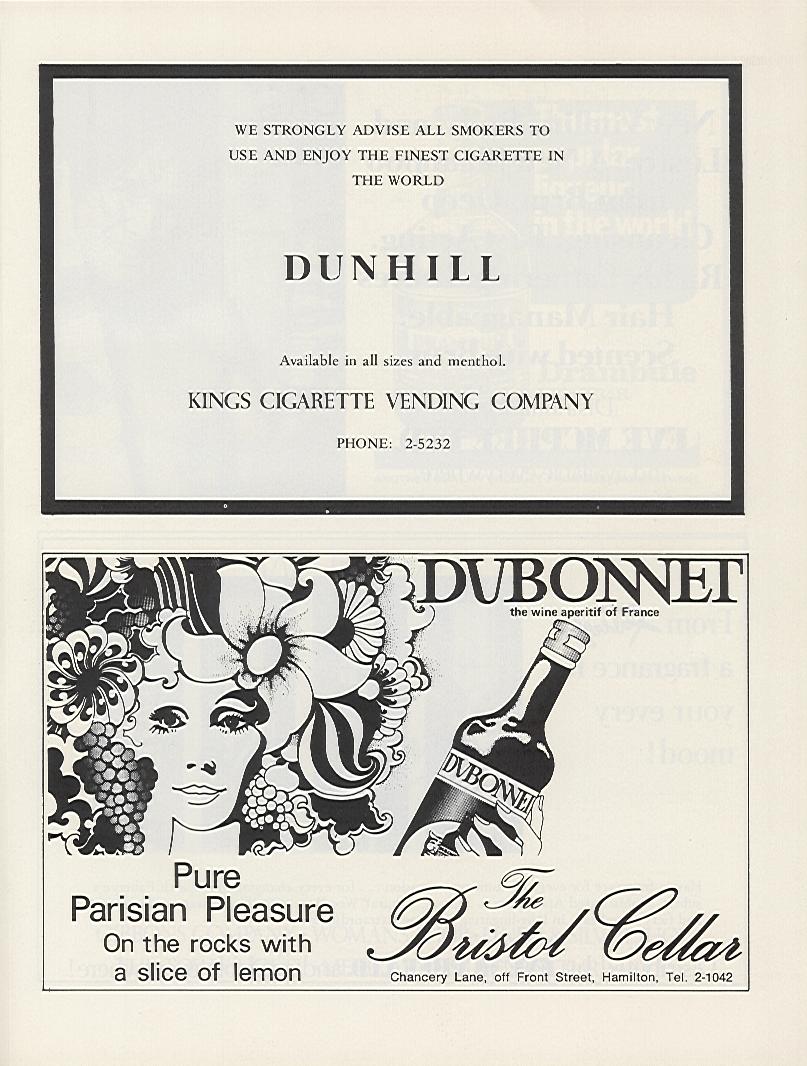 WE STRONGLY ADVISE ALL SMOKERS TO
USE AND ENJOY THE FINEST CIGARETTE IN
THE WORLD
DUNHILL
Available in all sizes and menthol.
KINGS CIGARETTE VENDING COMPANY
PHONE: 2-5232
DUBONNET
the wine aperitif of France
DUBONNET
Pure
Parisian Pleasure
On the rocks with
a slice of lemon
The
Bristol Cellar
Chancery Lane, off Front Street, Hamilton, Tel. 2-1042